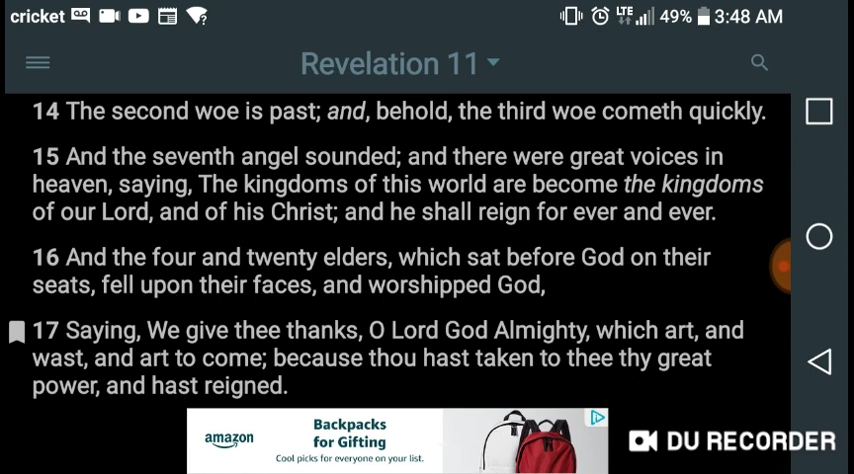 cricket 49% 3:48 AM
LTE
Revelation 11
14 The second woe is past; and, behold, the third woe cometh quickly.
15 And the seventh angel sounded; and there were great voices in
heaven, saying, The kingdoms of this world are become the kingdoms
of our Lord, and of his Christ; and he shall reign for ever and ever.
16 And the four and twenty elders, which sat before God on their
seats, fell upon their faces, and worshipped God,
17 Saying, We give thee thanks, O Lord God Almighty, which art, and
wast, and art to come; because thou hast taken to thee thy great
power, and hast reigned.
amazon
Backpacks
for Gifting
Cool picks for everyone on your list.
DU RECORDER